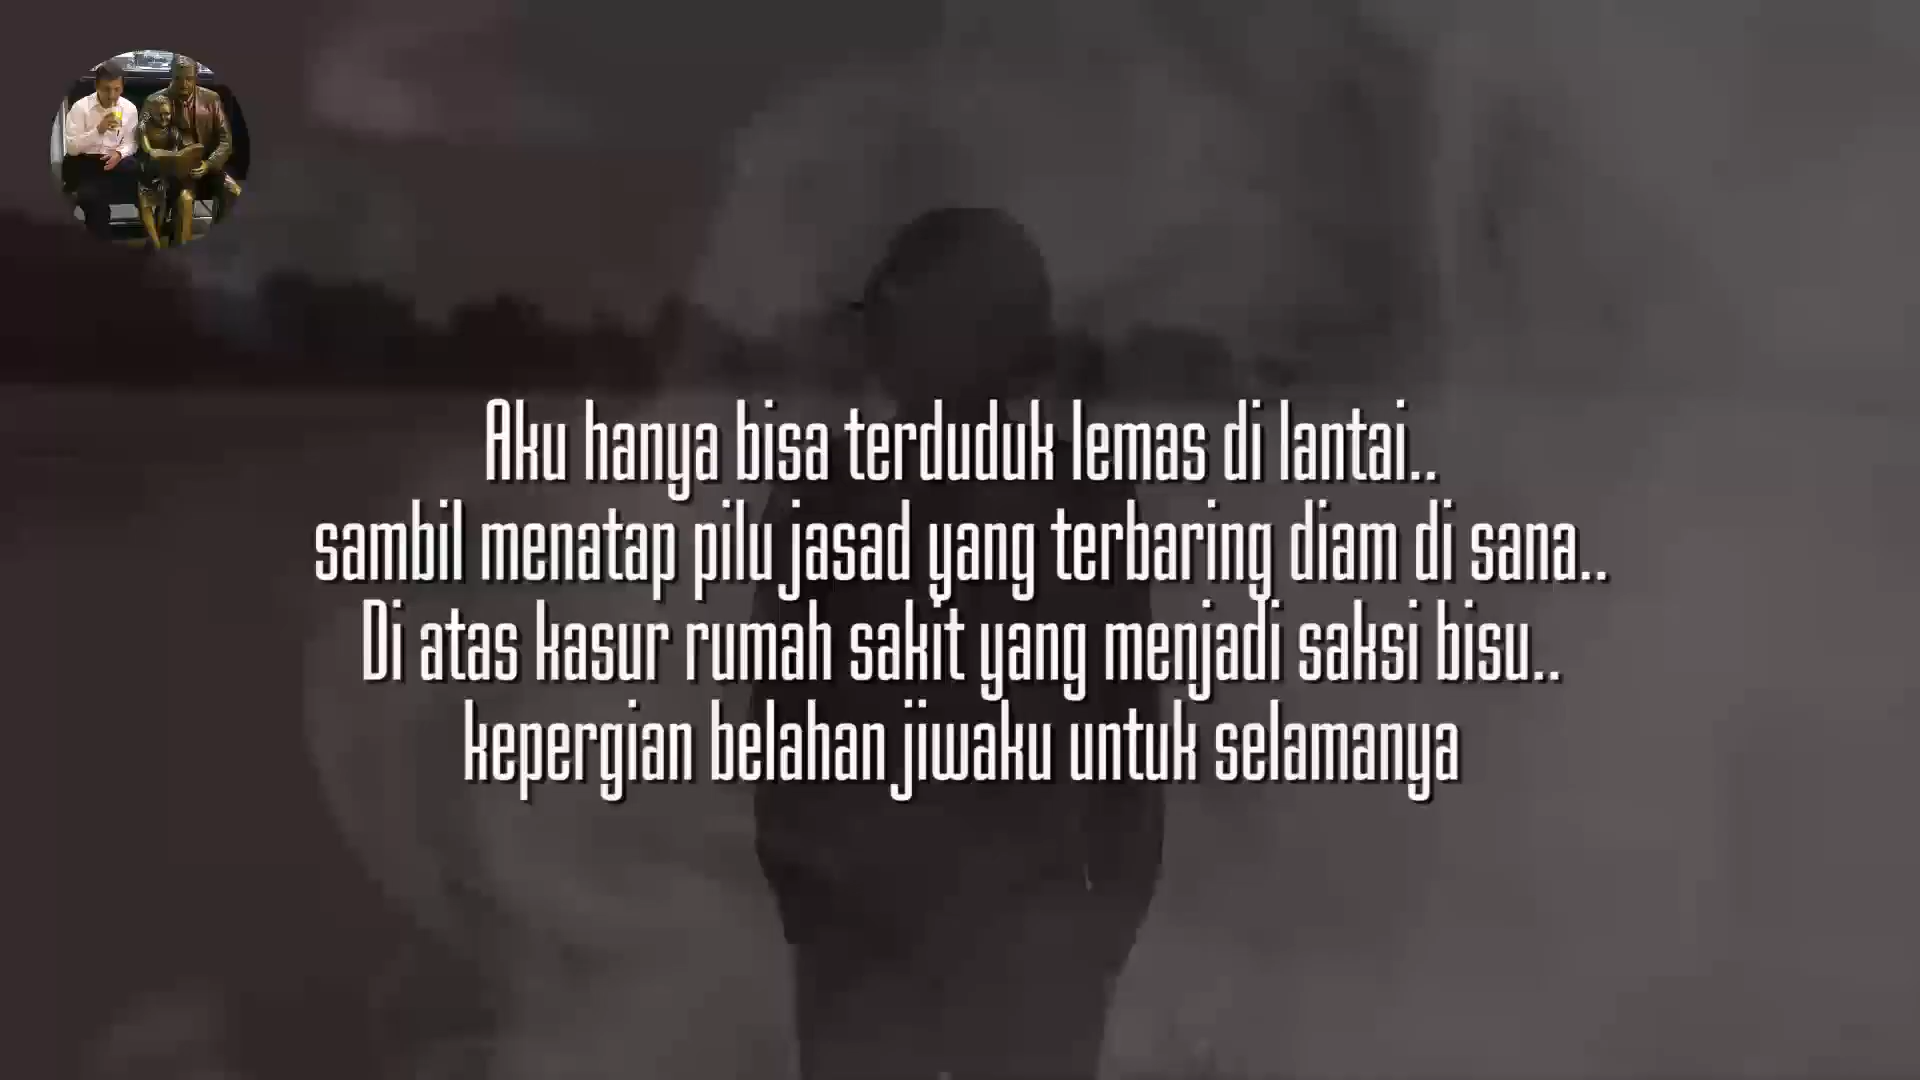 Aku hanya bisa terduduk lemas di lantai..
sambil menatap pilu jasad yang terbaring diam di sana..
Di atas kasur rumah sakit yang menjadi saksi bisu..
kepergian belahan jiwaku untuk selamanya